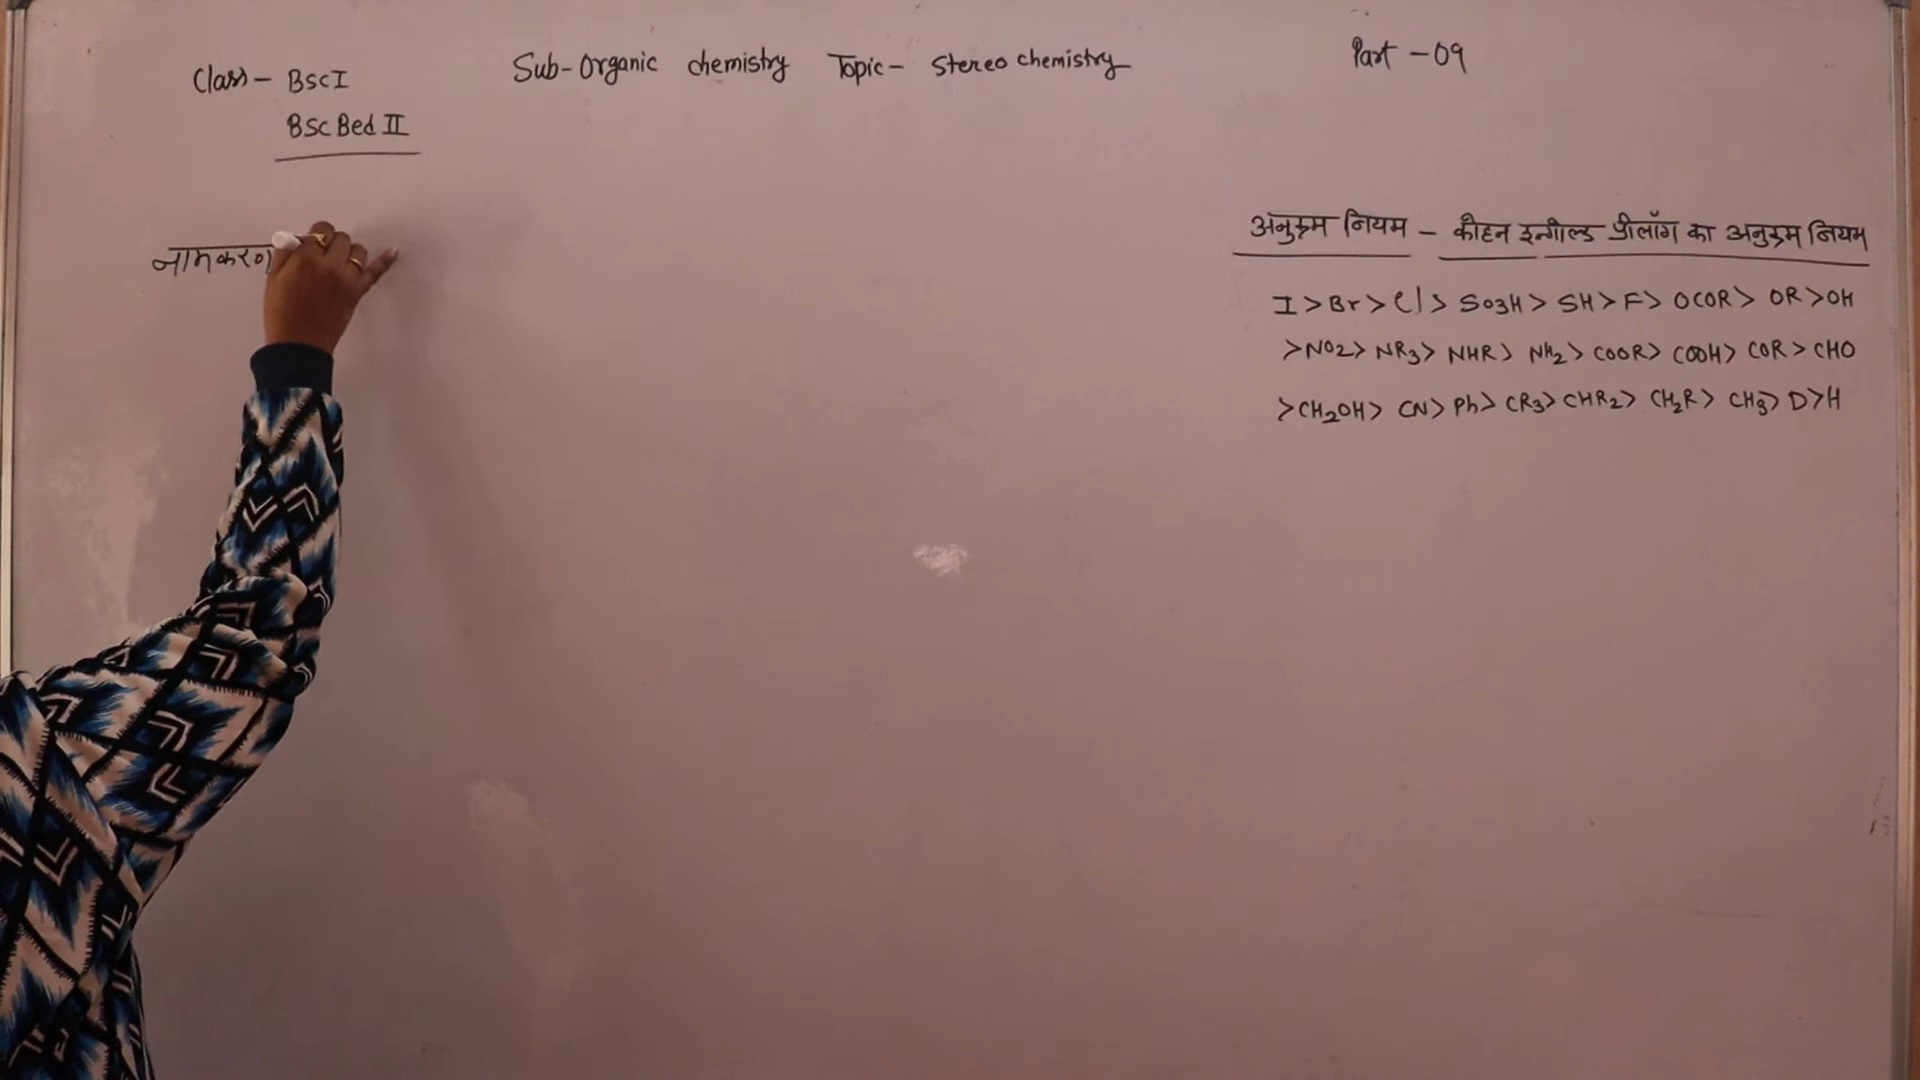 Class - BSc I
Sub-Organic chemistry Topic- Stereo chemistry
Part - 09
BSc Bed II
नामकरण
अनुक्रम नियम - कॉहन इन्गोल्ड प्रीलॉग का अनुक्रम नियम
I > Br > Cl > SO3H > SH > F > OCOR > OR > OH
> NO2 > NR3 > NHR > NH2 > COOR > COOH > COR > CHO
> CH2OH > CN > Ph > CR3 > CHR2 > CH2R > CH3 > D > H